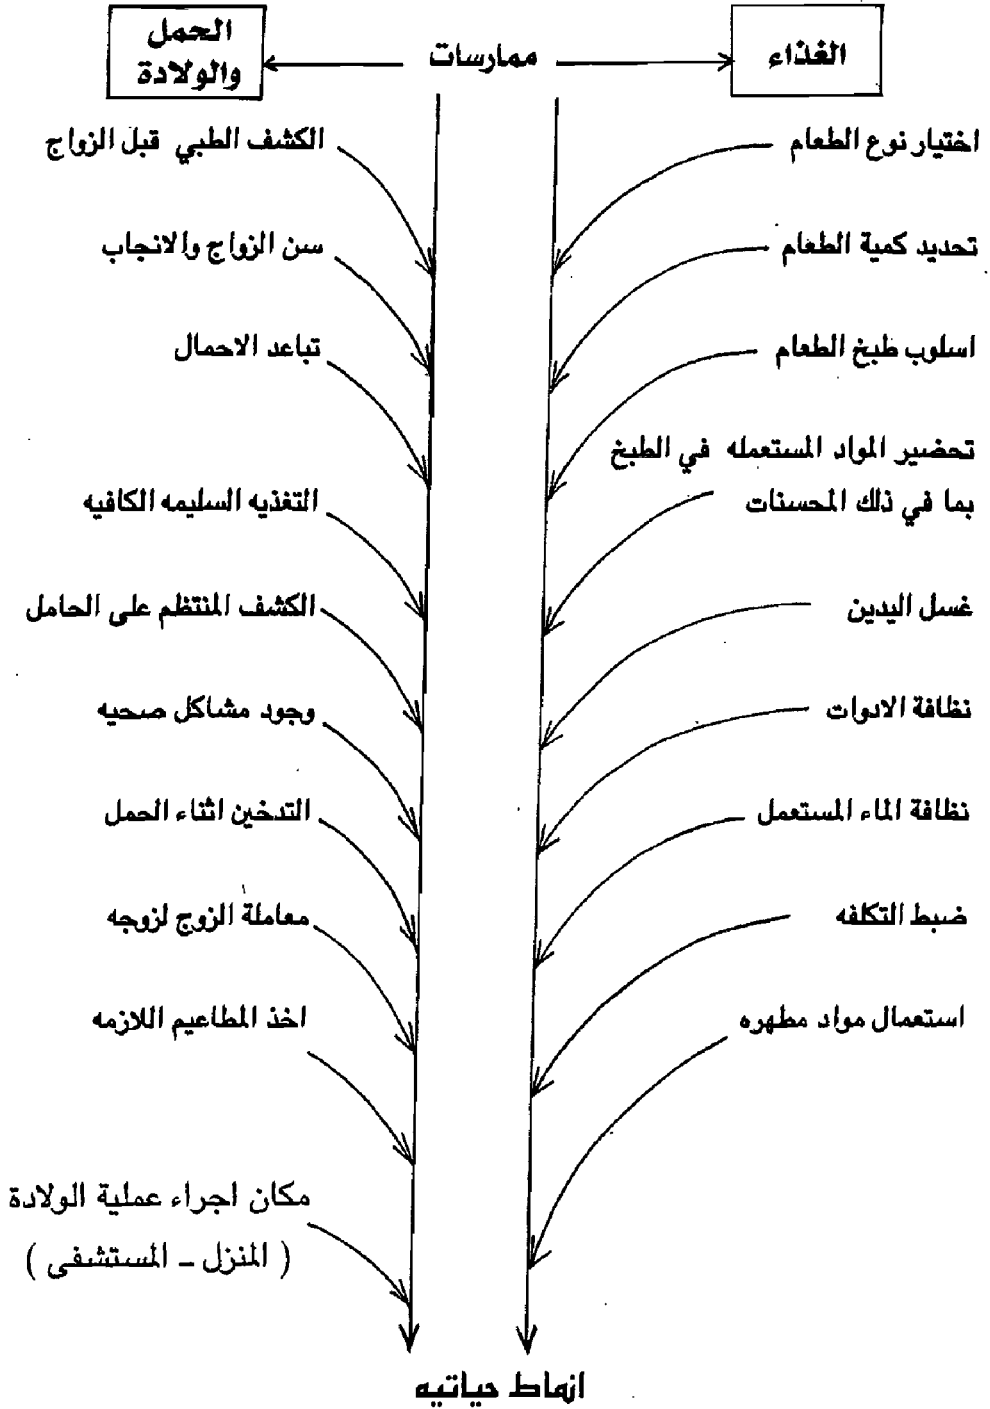 الغذاء
ممارسات
الحمل
والولادة
اختيار نوع الطعام
تحديد كمية الطعام
اسلوب طبخ الطعام
تحضير المواد المستعمله في الطبخ
بما في ذلك المحسنات
غسل اليدين
نظافة الادوات
نظافة الماء المستعمل
ضبط التكلفه
استعمال مواد مطهره
الكشف الطبي قبل الزواج
سن الزواج والانجاب
تباعد الاحمال
التغذيه السليمه الكافيه
الكشف المنتظم على الحامل
وجود مشاكل صحيه
التدخين اثناء الحمل
معاملة الزوج لزوجه
اخذ المطاعيم اللازمه
مكان اجراء عملية الولادة
( المنزل - المستشفى )
انماط حياتيه